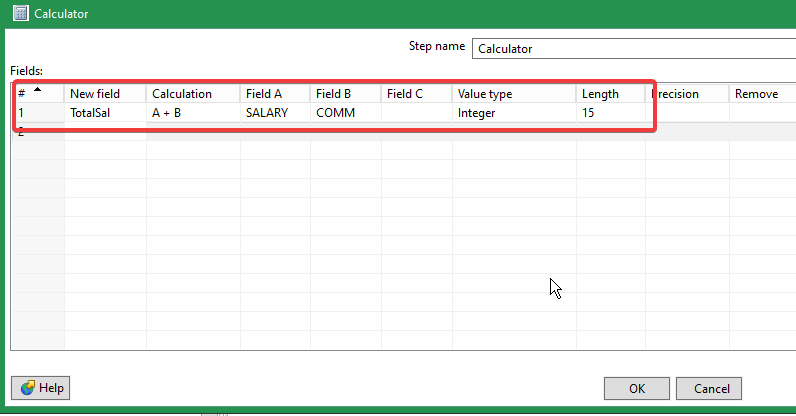 Calculator
Step name Calculator
Fields:
# New field Calculation Field A Field B Field C Value type Length Precision Remove
1 TotalSal A + B SALARY COMM Integer 15
2
Help OK Cancel